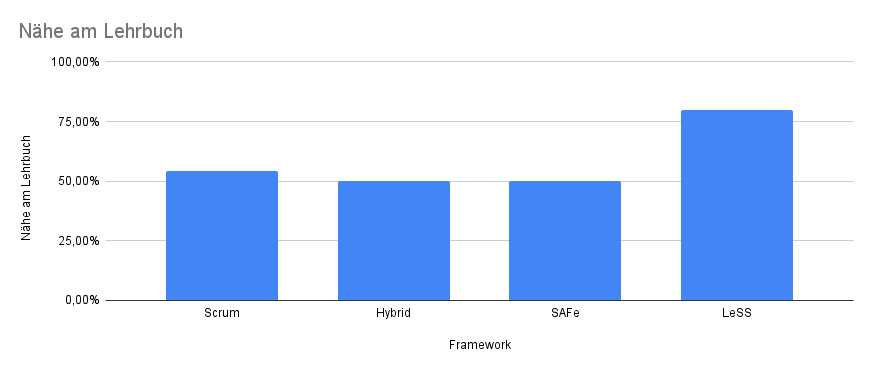 Nähe am Lehrbuch
100,00%
75,00%
50,00%
25,00%
0,00%
Nähe am Lehrbuch
Scrum Hybrid SAFe LeSS
Framework